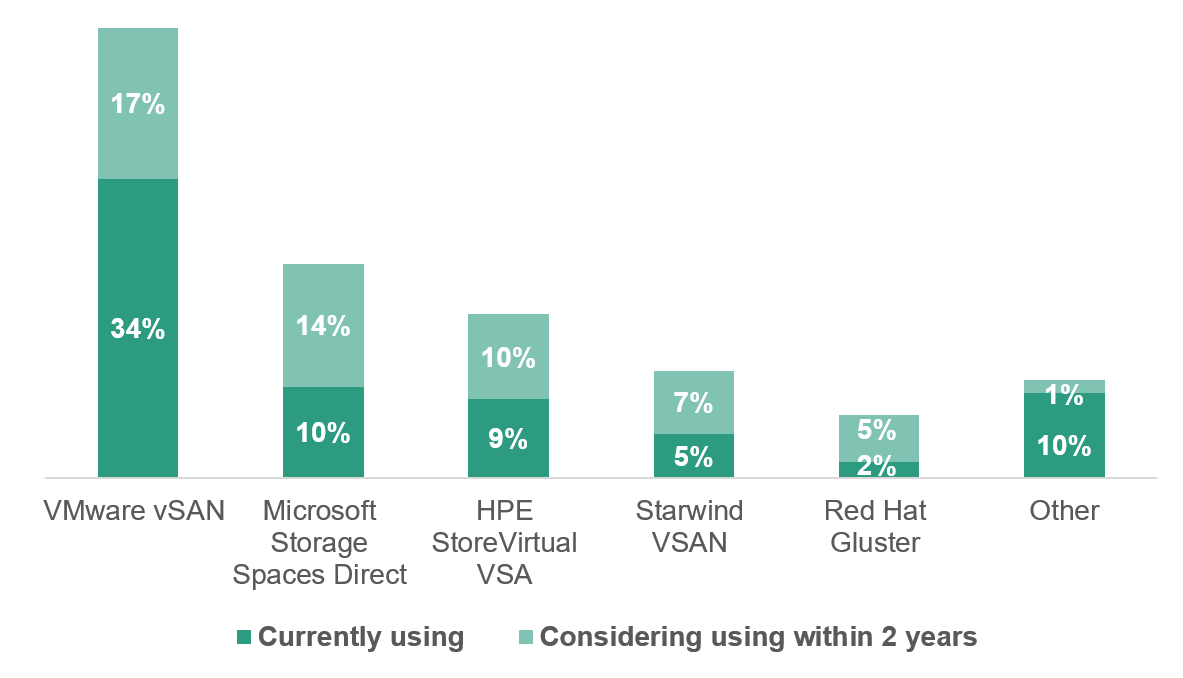 17%
34%
14%
10%
10%
9%
7%
5%
5%
2%
1%
10%
VMware vSAN
Microsoft
Storage
Spaces Direct
HPE
StoreVirtual
VSA
Starwind
VSAN
Red Hat
Gluster
Other
Currently using
Considering using within 2 years